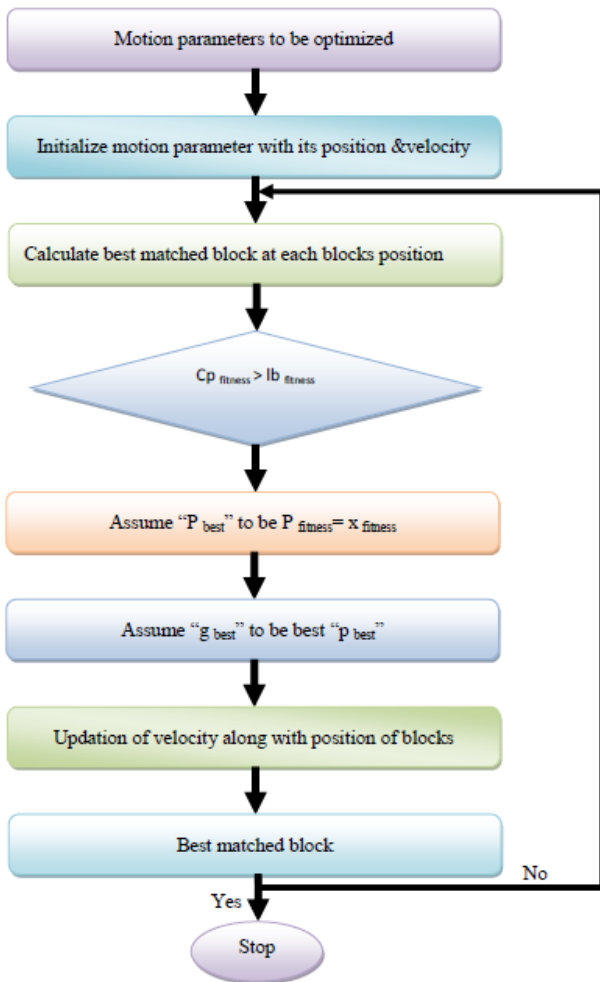 Motion parameters to be optimized
Initialize motion parameter with its position &velocity
Calculate best matched block at each blocks position
Cp fitness > lb fitness
Assume “P best” to be P fitness= x fitness
Assume “g best” to be best “p best”
Updation of velocity along with position of blocks
Best matched block
No
Yes
Stop